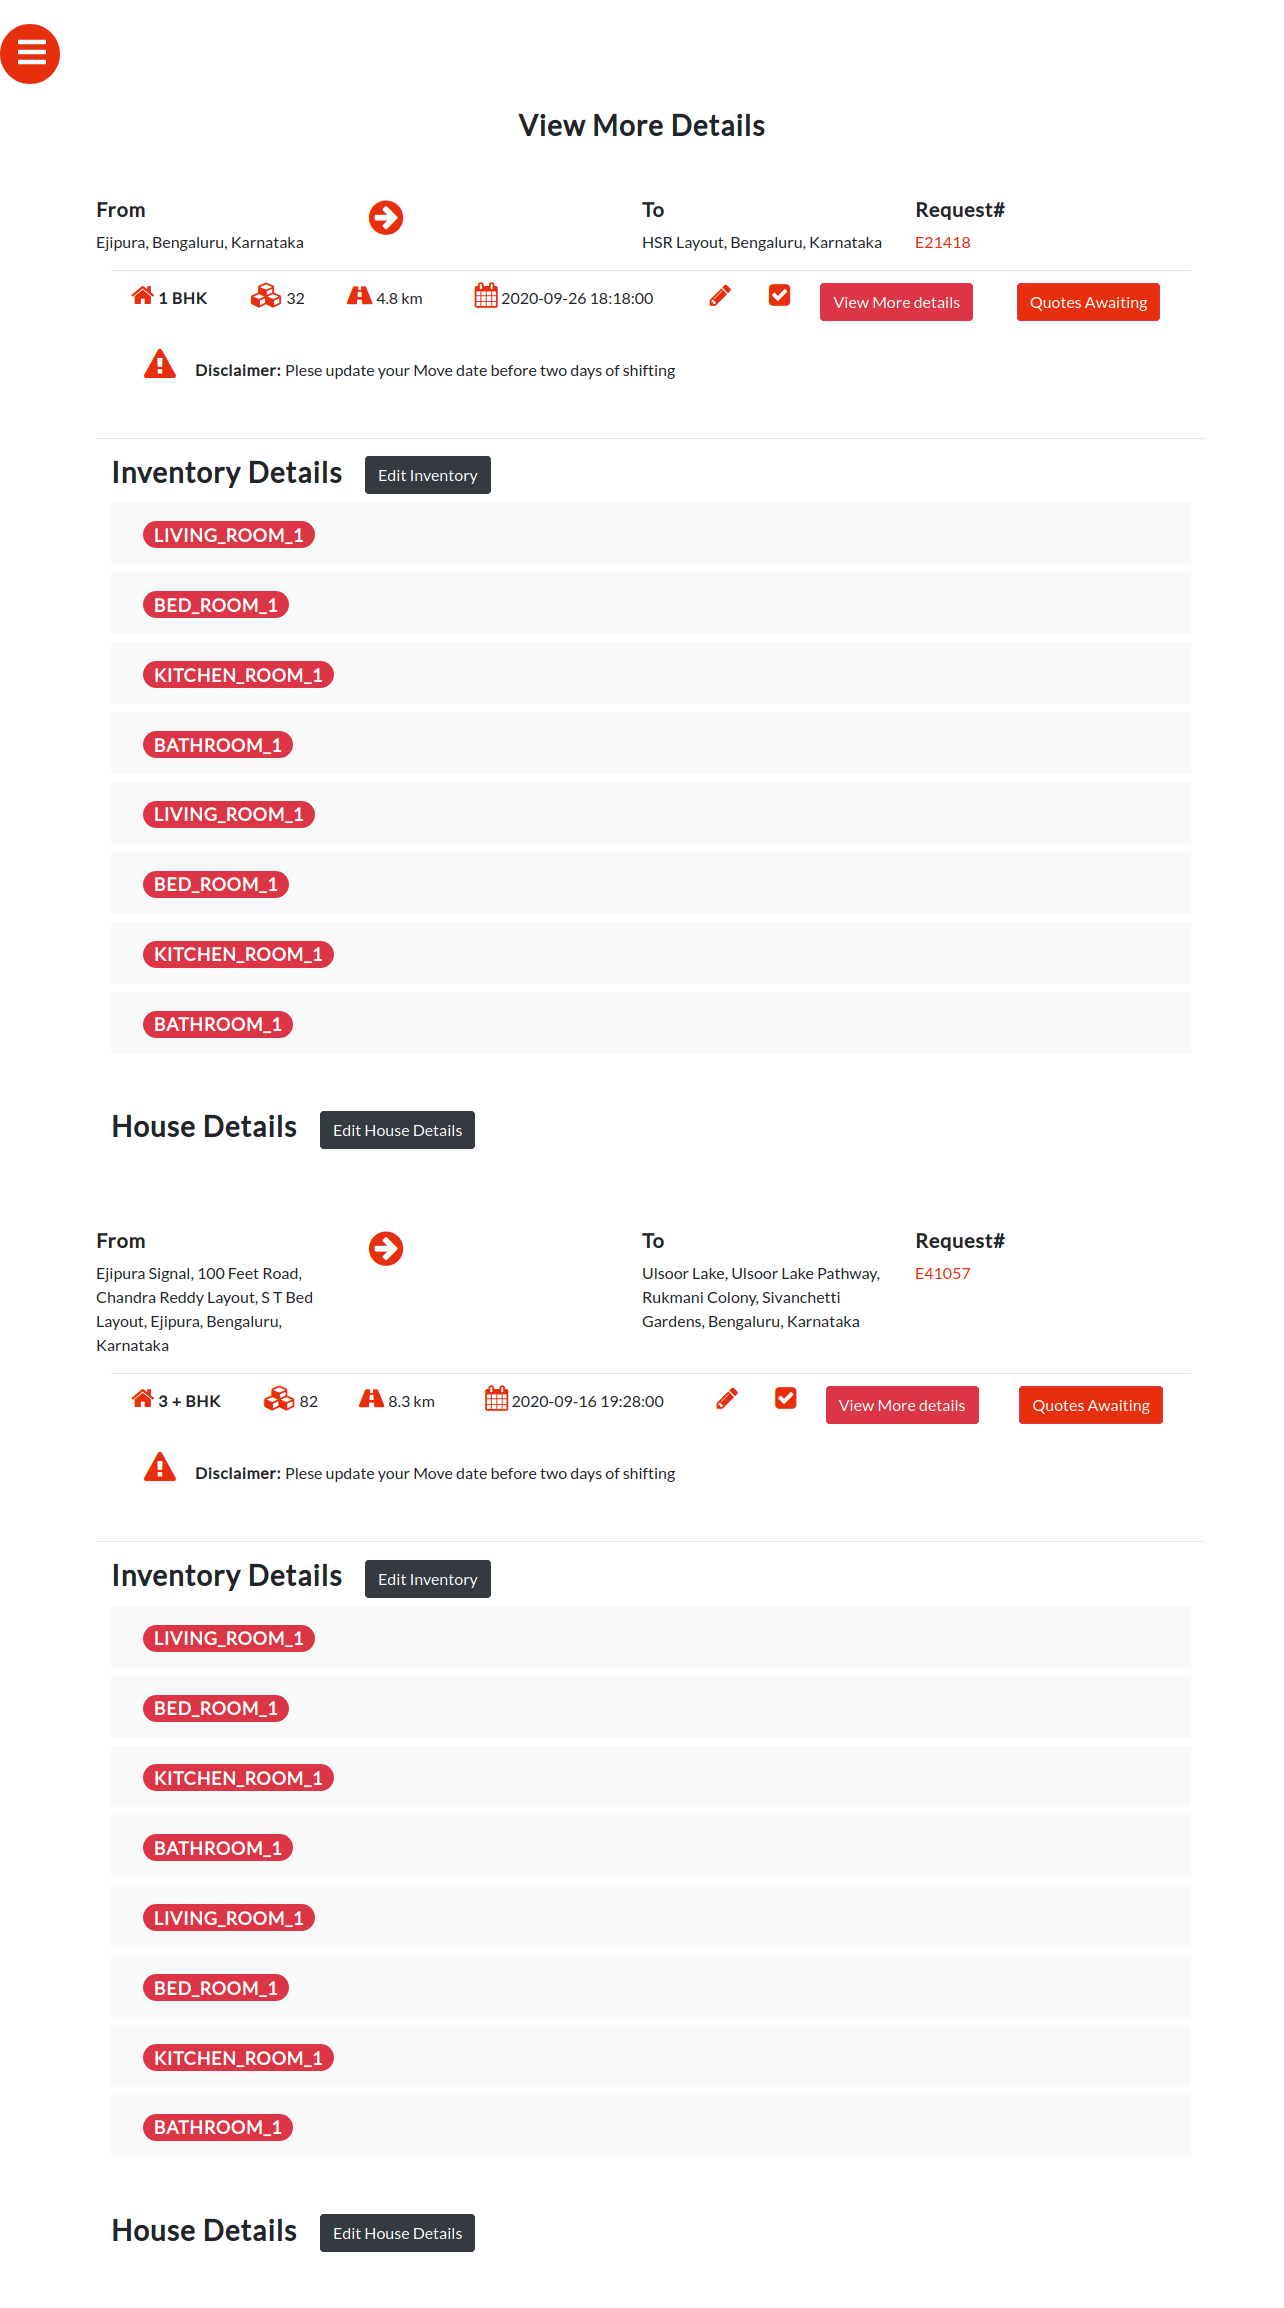 View More Details
From
To
Request#
Ejipura, Bengaluru, Karnataka
HSR Layout, Bengaluru, Karnataka
E21418
1 BHK
32
4.8 km
2020-09-26 18:18:00
View More details
Quotes Awaiting
Disclaimer: Plese update your Move date before two days of shifting
Inventory Details
Edit Inventory
LIVING_ROOM_1
BED_ROOM_1
KITCHEN_ROOM_1
BATHROOM_1
LIVING_ROOM_1
BED_ROOM_1
KITCHEN_ROOM_1
BATHROOM_1
House Details
Edit House Details
From
Ejipura Signal, 100 Feet Road,
Chandra Reddy Layout, S T Bed
Layout, Ejipura, Bengaluru,
Karnataka
To
Ulsoor Lake, Ulsoor Lake Pathway,
Rukmani Colony, Sivanchetti
Gardens, Bengaluru, Karnataka
Request#
E41057
3 + BHK
82
8.3 km
2020-09-16 19:28:00
View More details
Quotes Awaiting
Disclaimer: Plese update your Move date before two days of shifting
Inventory Details
Edit Inventory
LIVING_ROOM_1
BED_ROOM_1
KITCHEN_ROOM_1
BATHROOM_1
LIVING_ROOM_1
BED_ROOM_1
KITCHEN_ROOM_1
BATHROOM_1
House Details
Edit House Details